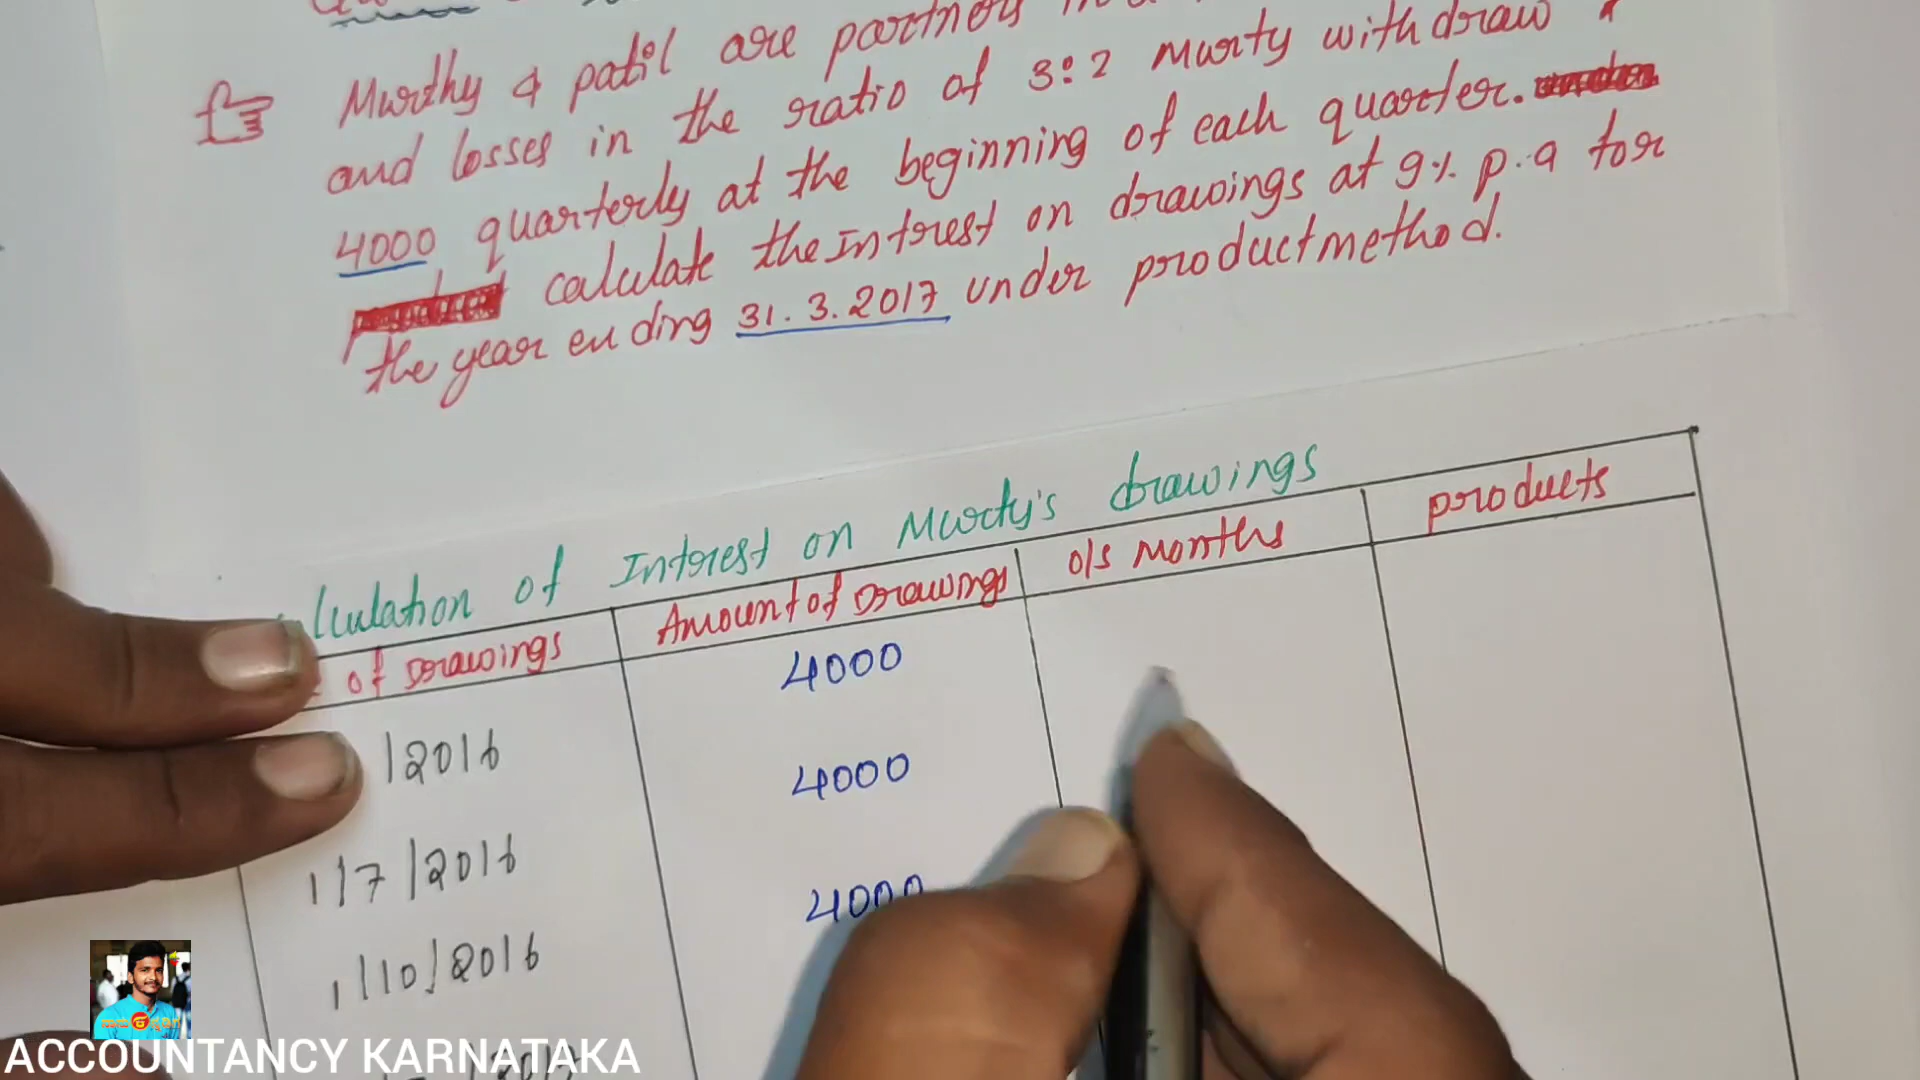 Murthy & patil are partners in
and losses in the ratio of 3:2 Murty withdraw ₹
4000 quarterly at the beginning of each quarter.
calculate the Interest on drawings at 9% p.a for
the year ending 31.3.2017 under product method.
lculation of Interest on Murty's drawings
of Drawings Amount of Drawings o/s Months products
4000
/2016 4000
1/7/2016 4000
1/10/2016
ACCOUNTANCY KARNATAKA